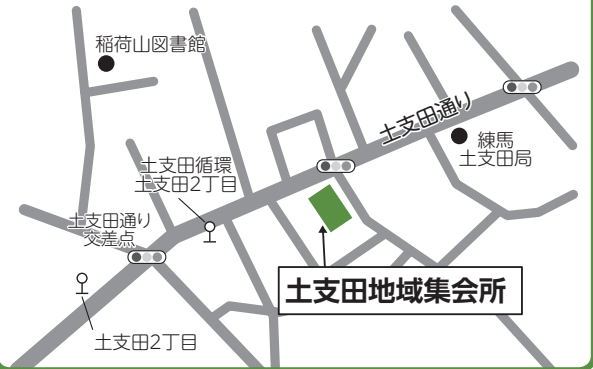 稲荷山図書館
土支田通り
練馬
土支田局
土支田循環
土支田2丁目
土支田通り
交差点
土支田地域集会所
土支田2丁目